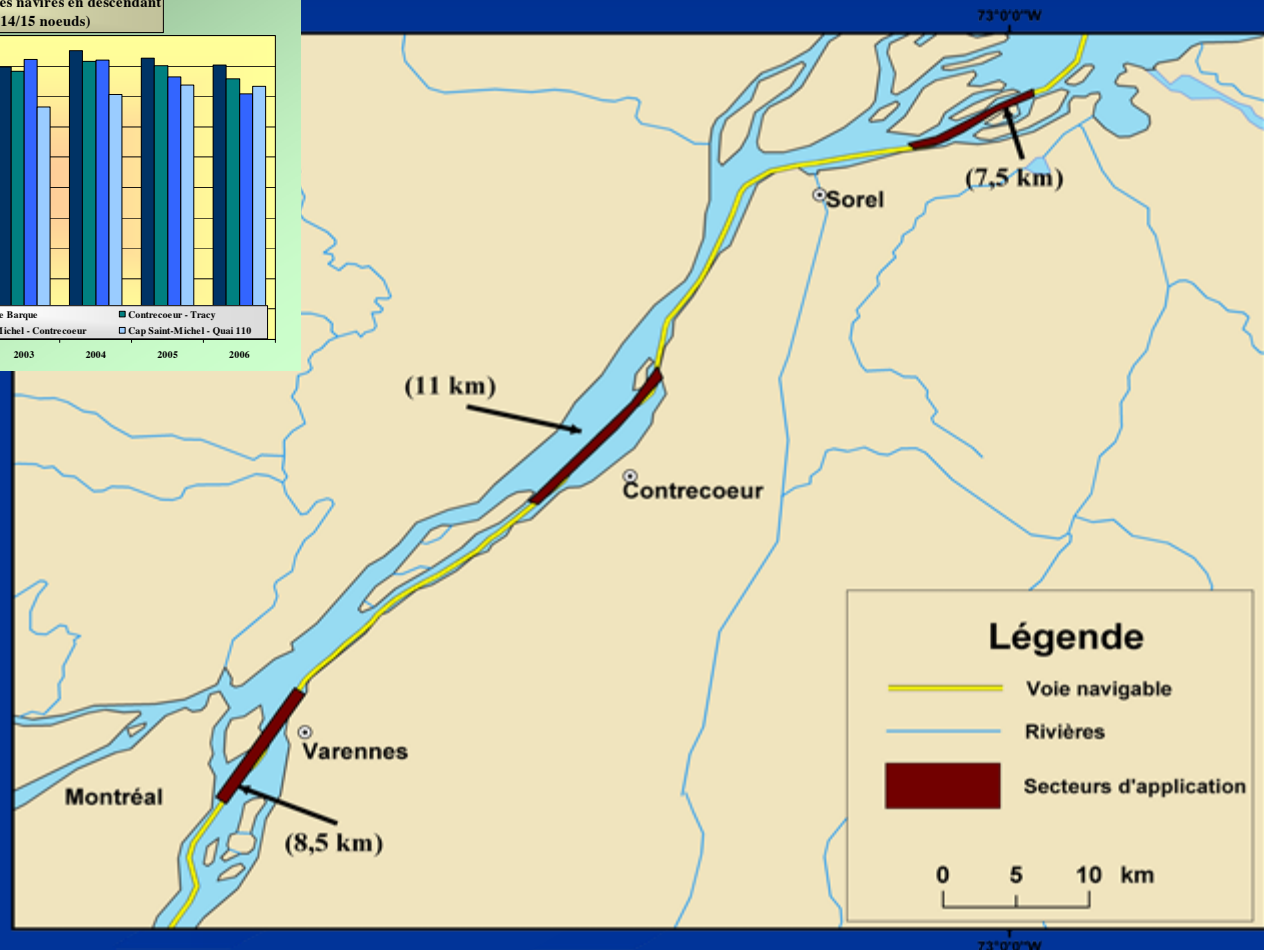 es navires en descendant
14/15 noeuds)
e Barque
Contrecoeur - Tracy
Michel - Contrecoeur
Cap Saint-Michel - Quai 110
2003 2004 2005 2006
73°0'0"W
(7,5 km)
Sorel
(11 km)
Contrecoeur
Varennes
Montréal
(8,5 km)
Légende
Voie navigable
Rivières
Secteurs d'application
0 5 10 km
73°0'0"W